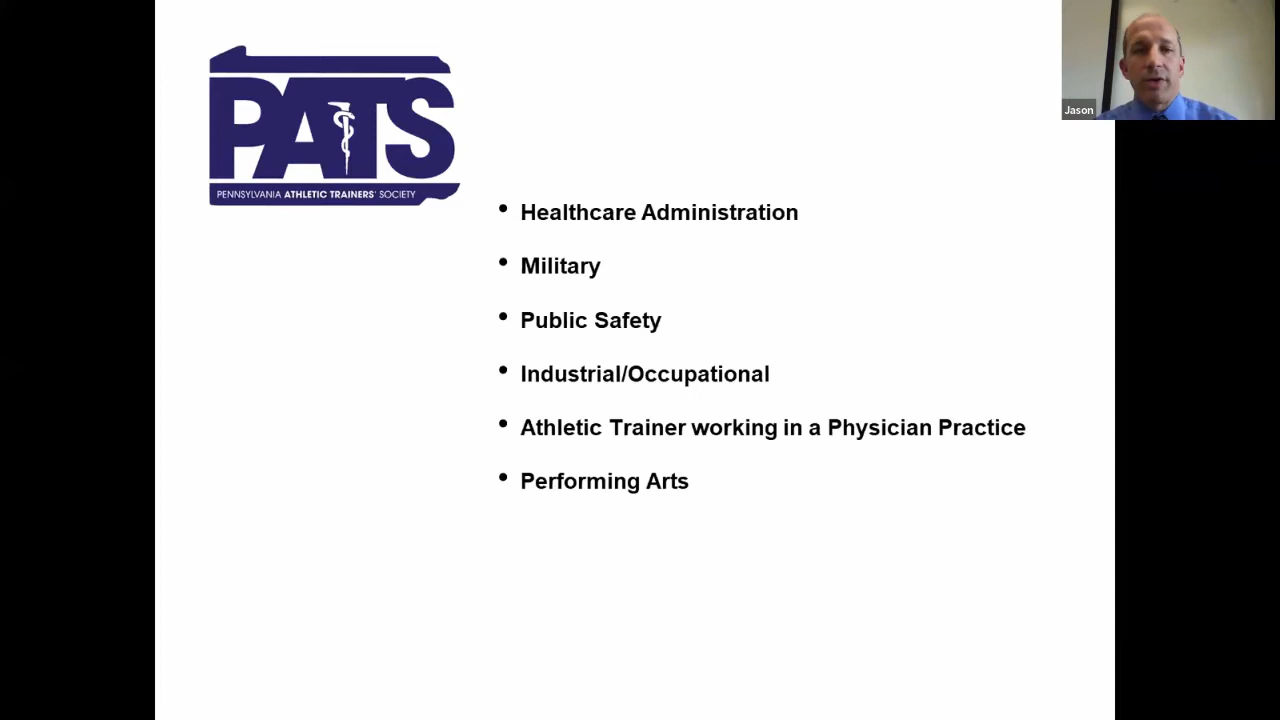 PATS
PENNSYLVANIA ATHLETIC TRAINERS' SOCIETY
Jason
• Healthcare Administration
• Military
• Public Safety
• Industrial/Occupational
• Athletic Trainer working in a Physician Practice
• Performing Arts